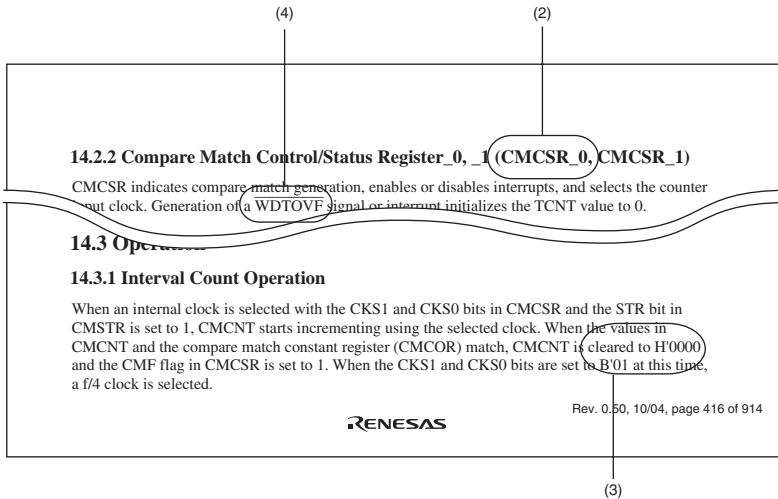 (4) (2)
14.2.2 Compare Match Control/Status Register_0, _1 (CMCSR_0, CMCSR_1)
CMCSR indicates compare match generation, enables or disables interrupts, and selects the counter
input clock. Generation of a WDTOVF signal or interrupt initializes the TCNT value to 0.
14.3 Operation
14.3.1 Interval Count Operation
When an internal clock is selected with the CKS1 and CKS0 bits in CMCSR and the STR bit in
CMSTR is set to 1, CMCNT starts incrementing using the selected clock. When the values in
CMCNT and the compare match constant register (CMCOR) match, CMCNT is cleared to H'0000
and the CMF flag in CMCSR is set to 1. When the CKS1 and CKS0 bits are set to B'01 at this time,
a f/4 clock is selected.
Rev. 0.50, 10/04, page 416 of 914
RENESAS
(3)